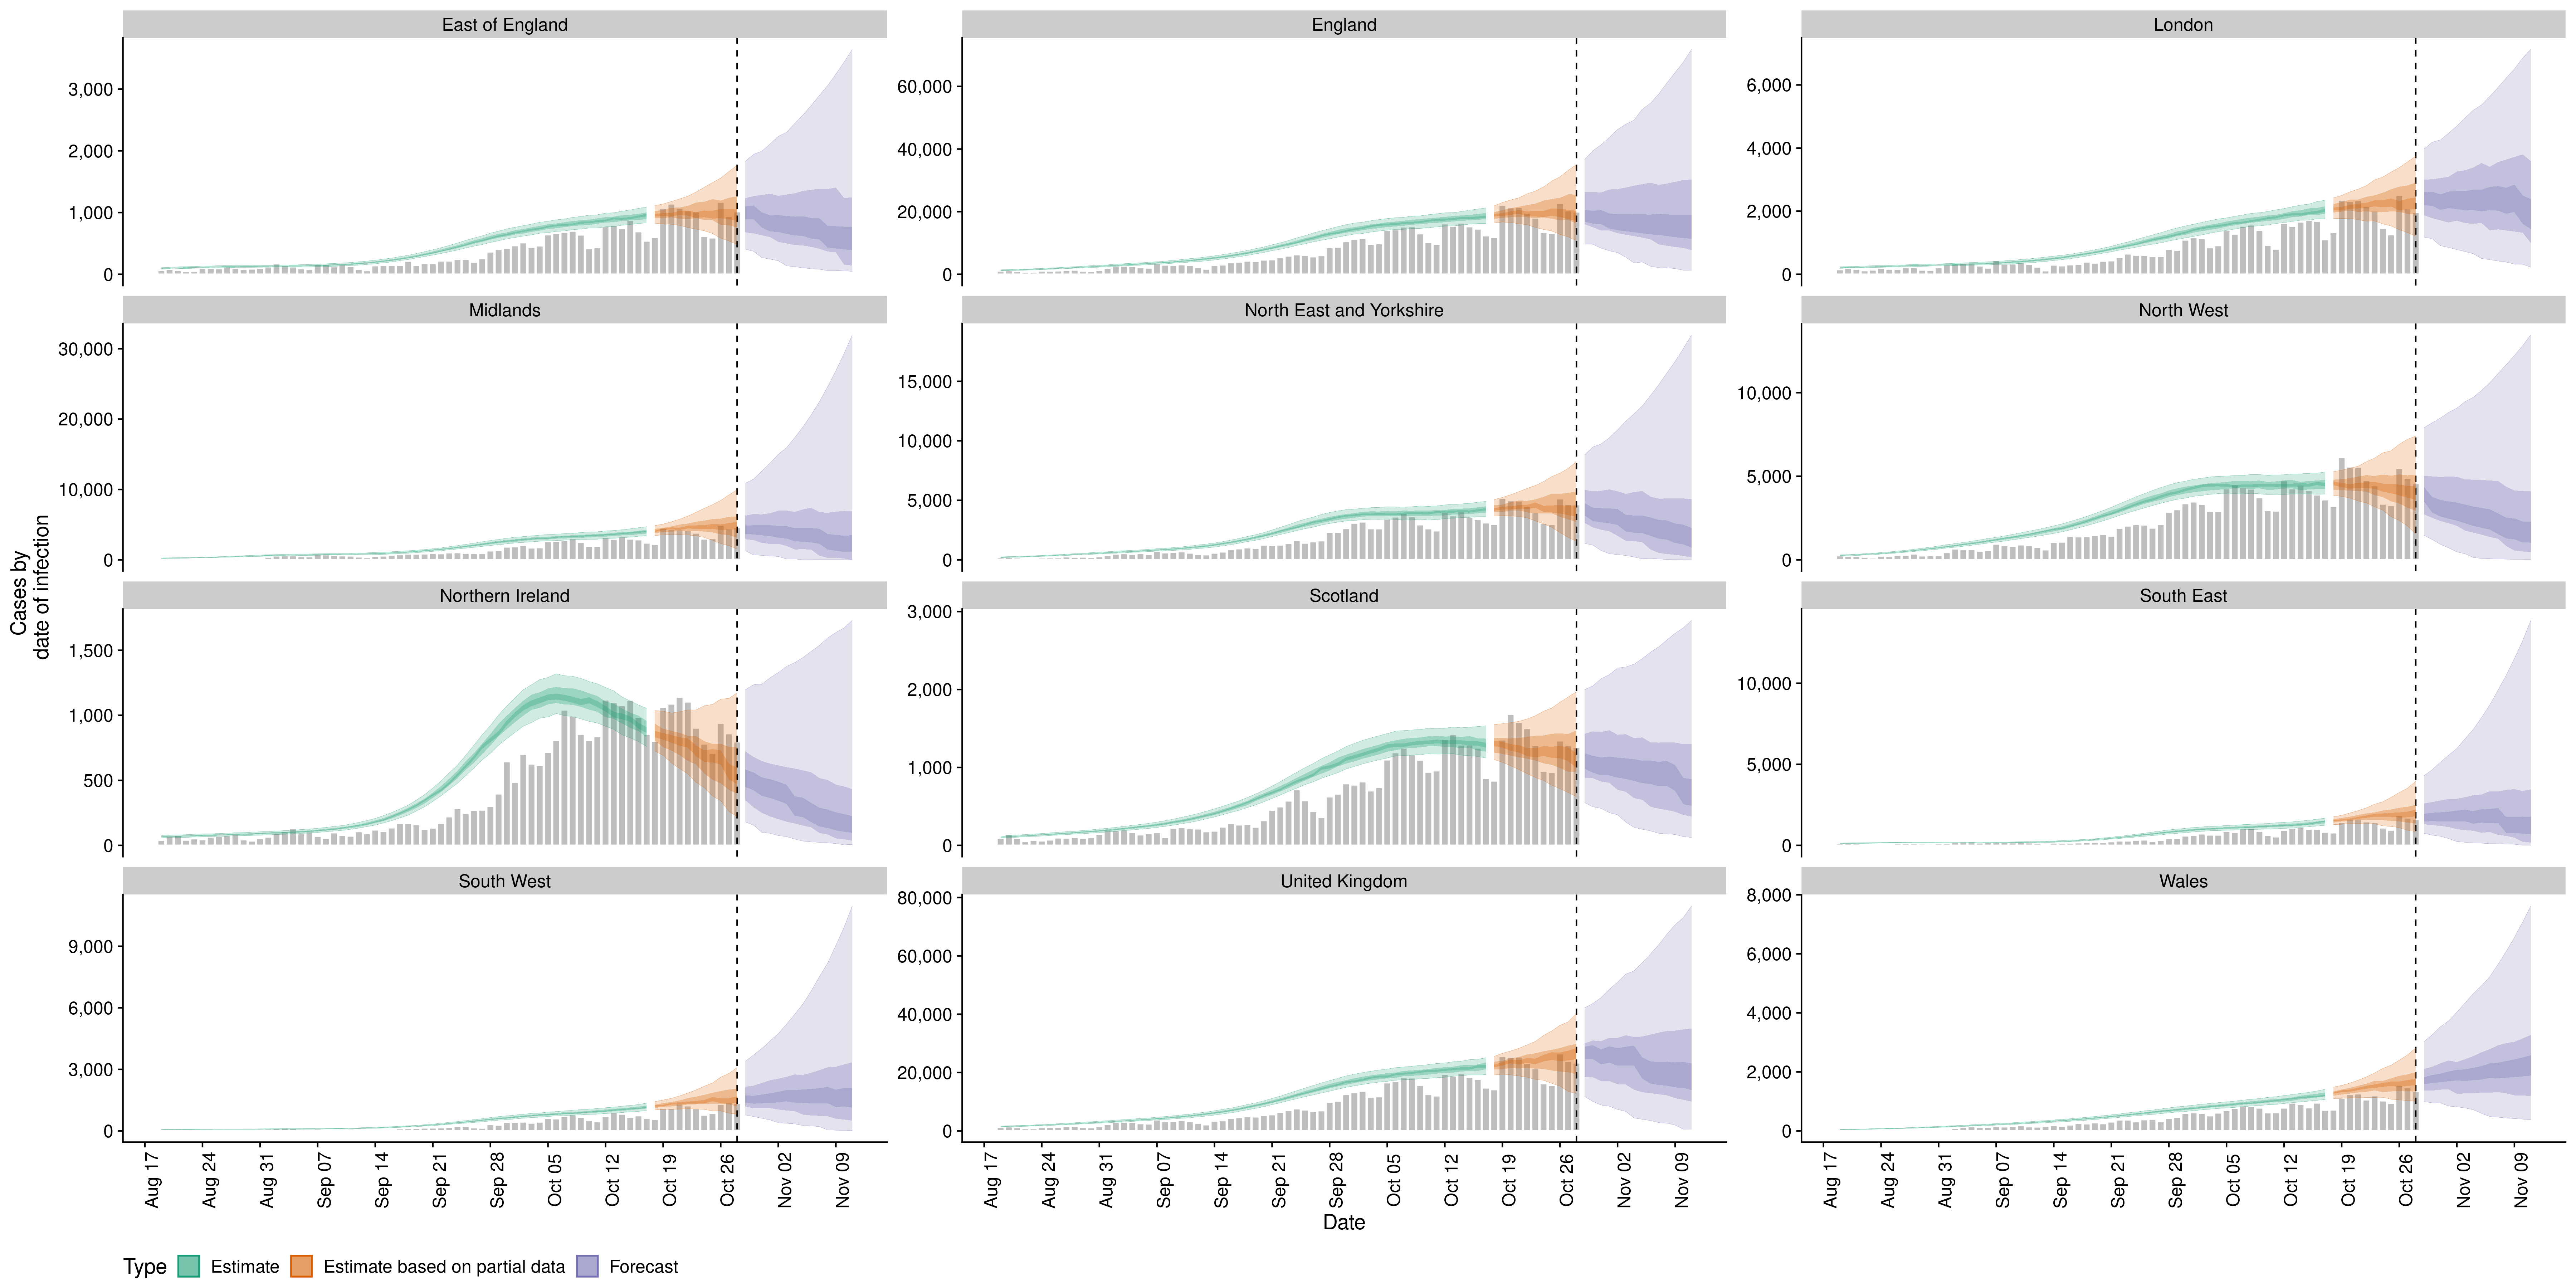 East of England
England
London
3,000
2,000
1,000
0
60,000
40,000
20,000
0
6,000
4,000
2,000
0
Midlands
North East and Yorkshire
North West
30,000
20,000
10,000
0
15,000
10,000
5,000
0
10,000
5,000
0
Cases by
date of infection
Northern Ireland
Scotland
South East
1,500
1,000
500
0
3,000
2,000
1,000
0
10,000
5,000
0
South West
United Kingdom
Wales
9,000
6,000
3,000
0
80,000
60,000
40,000
20,000
0
8,000
6,000
4,000
2,000
0
Aug 17
Aug 24
Aug 31
Sep 07
Sep 14
Sep 21
Sep 28
Oct 05
Oct 12
Oct 19
Oct 26
Nov 02
Nov 09
Aug 17
Aug 24
Aug 31
Sep 07
Sep 14
Sep 21
Sep 28
Oct 05
Oct 12
Oct 19
Oct 26
Nov 02
Nov 09
Aug 17
Aug 24
Aug 31
Sep 07
Sep 14
Sep 21
Sep 28
Oct 05
Oct 12
Oct 19
Oct 26
Nov 02
Nov 09
Date
Type Estimate Estimate based on partial data Forecast